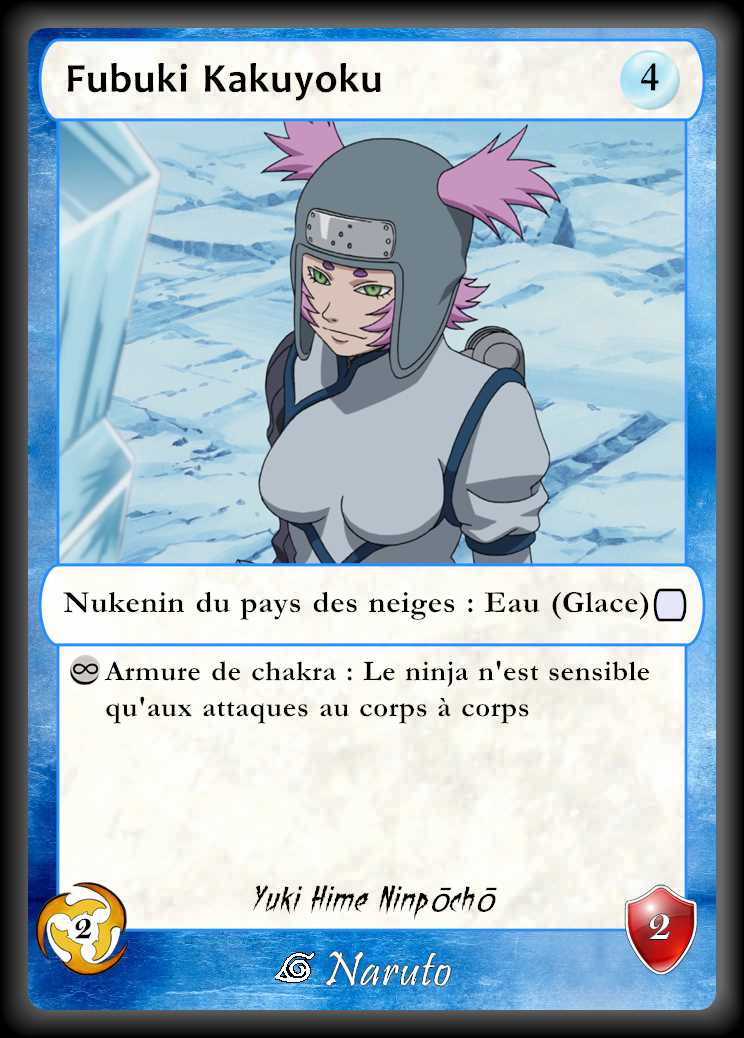 Fubuki Kakuyoku
4
Nukenin du pays des neiges : Eau (Glace)
∞ Armure de chakra : Le ninja n'est sensible
qu'aux attaques au corps à corps
Yuki Hime Ninpōchō
2
2
Naruto